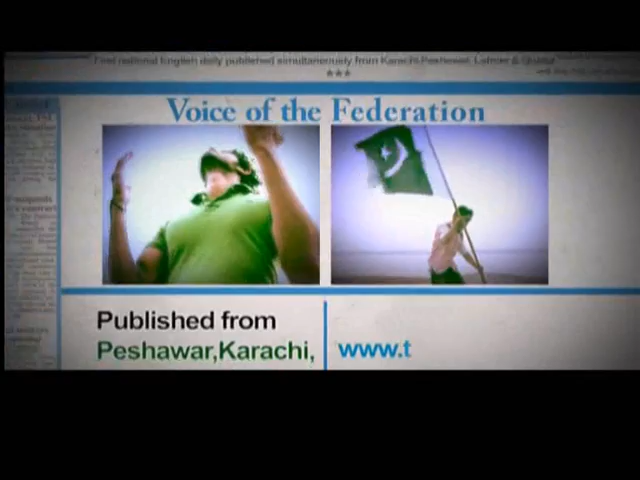 First national English daily published simultaneously from Karachi, Peshawar, Lahore & Quetta
***
Voice of the Federation
Published from
Peshawar,Karachi,
www.t